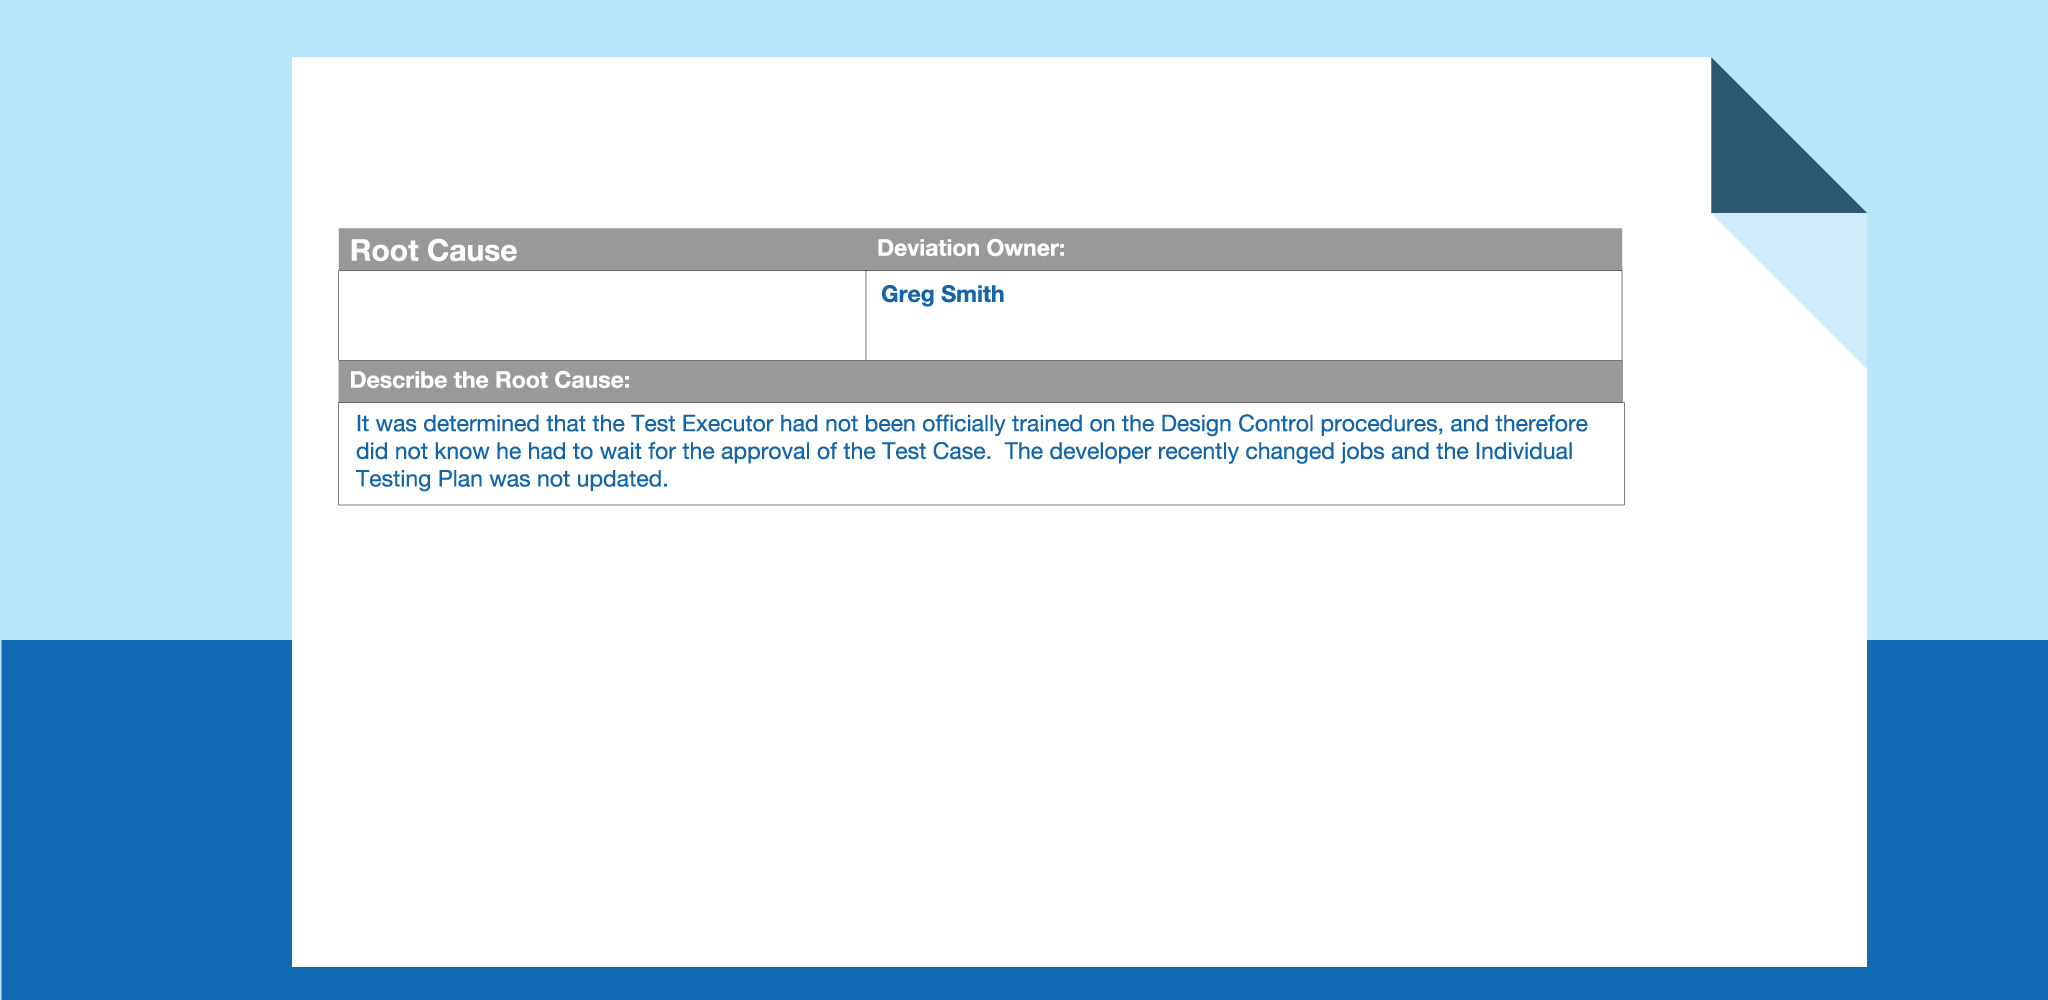 Root Cause
Deviation Owner:
Greg Smith
Describe the Root Cause:
It was determined that the Test Executor had not been officially trained on the Design Control procedures, and therefore
did not know he had to wait for the approval of the Test Case.  The developer recently changed jobs and the Individual
Testing Plan was not updated.